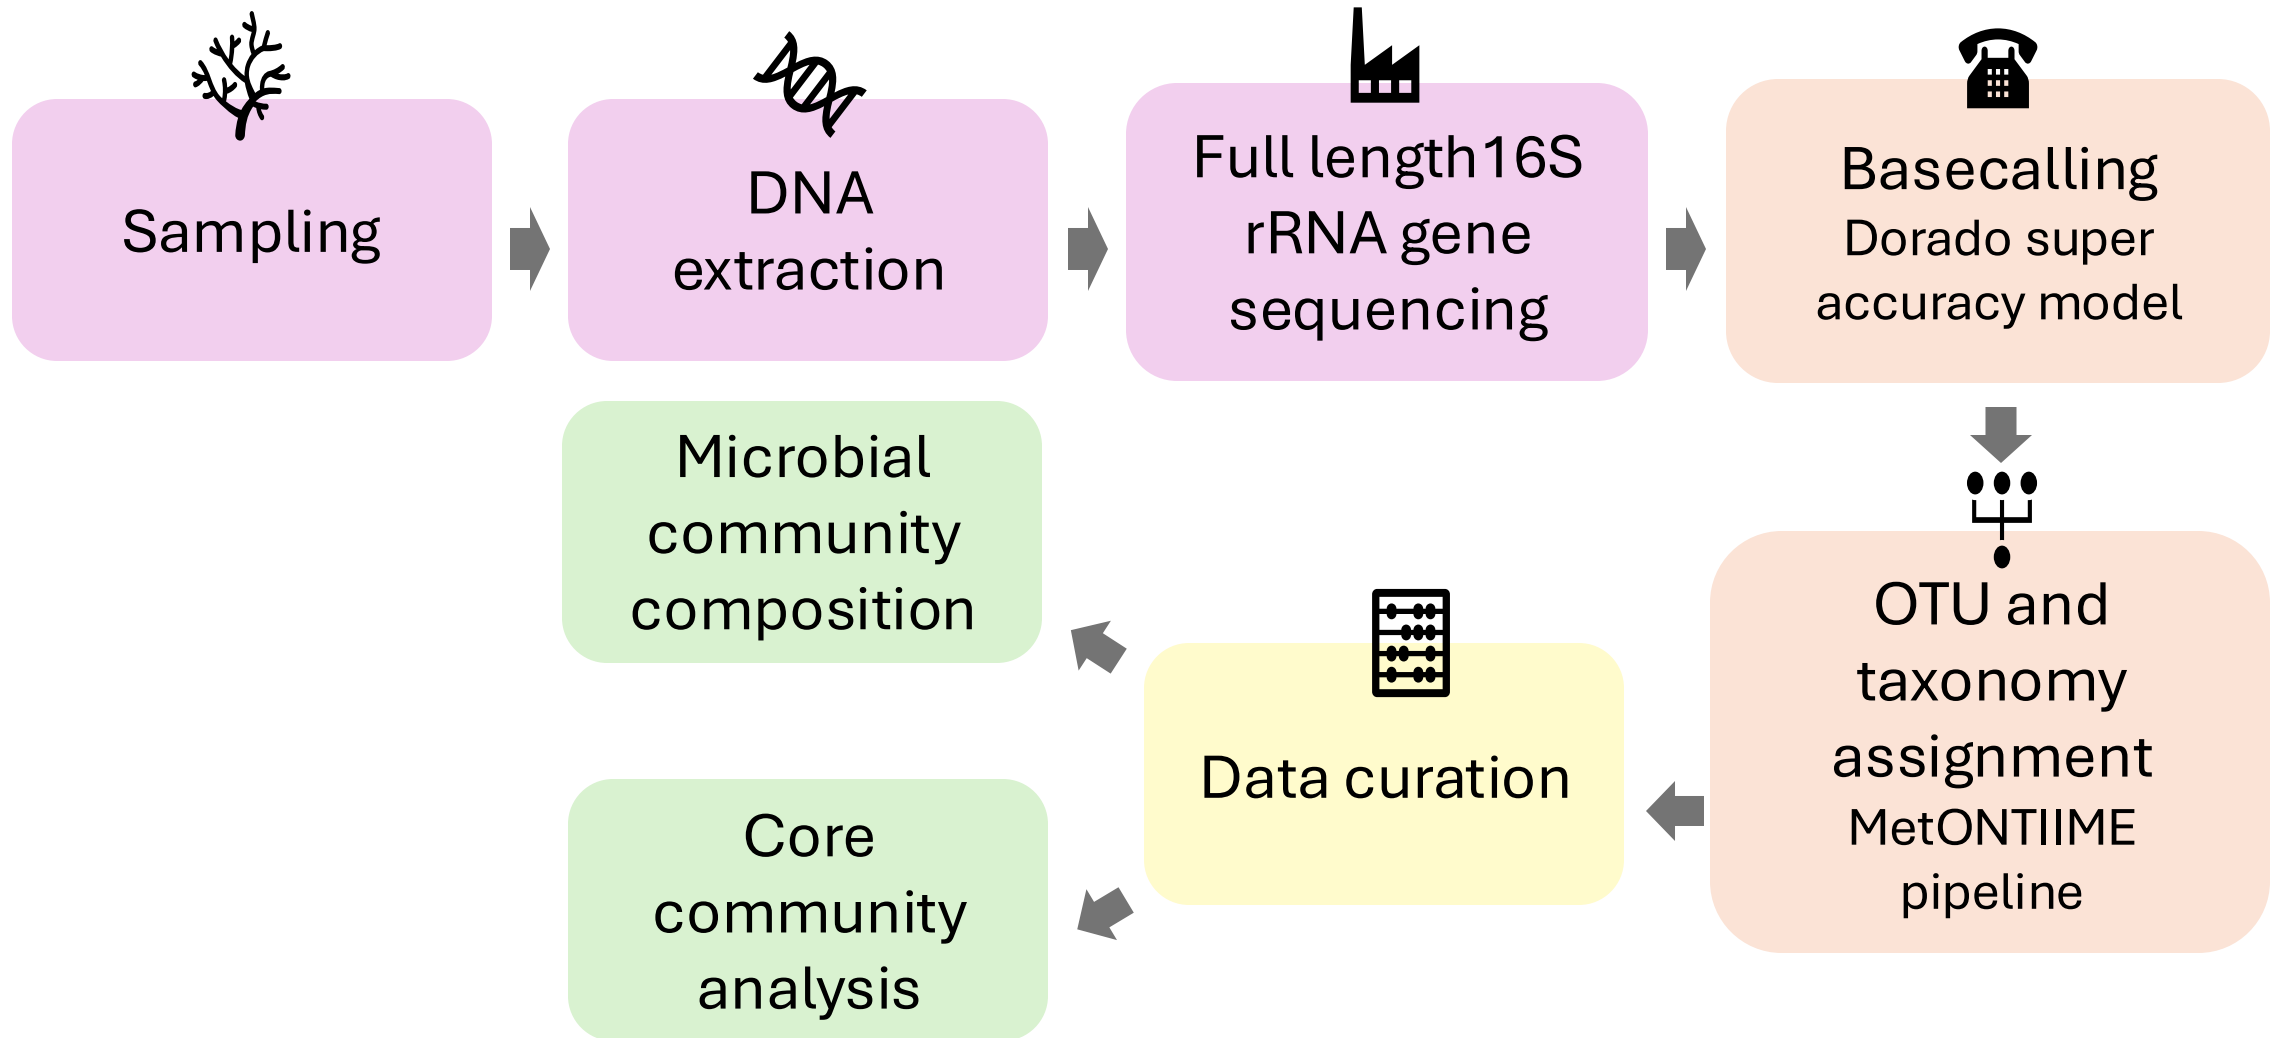 Sampling
DNA
extraction
Full length16S
rRNA gene
sequencing
Basecalling
Dorado super
accuracy model
OTU and
taxonomy
assignment
MetONTIIME
pipeline
Data curation
Microbial
community
composition
Core
community
analysis